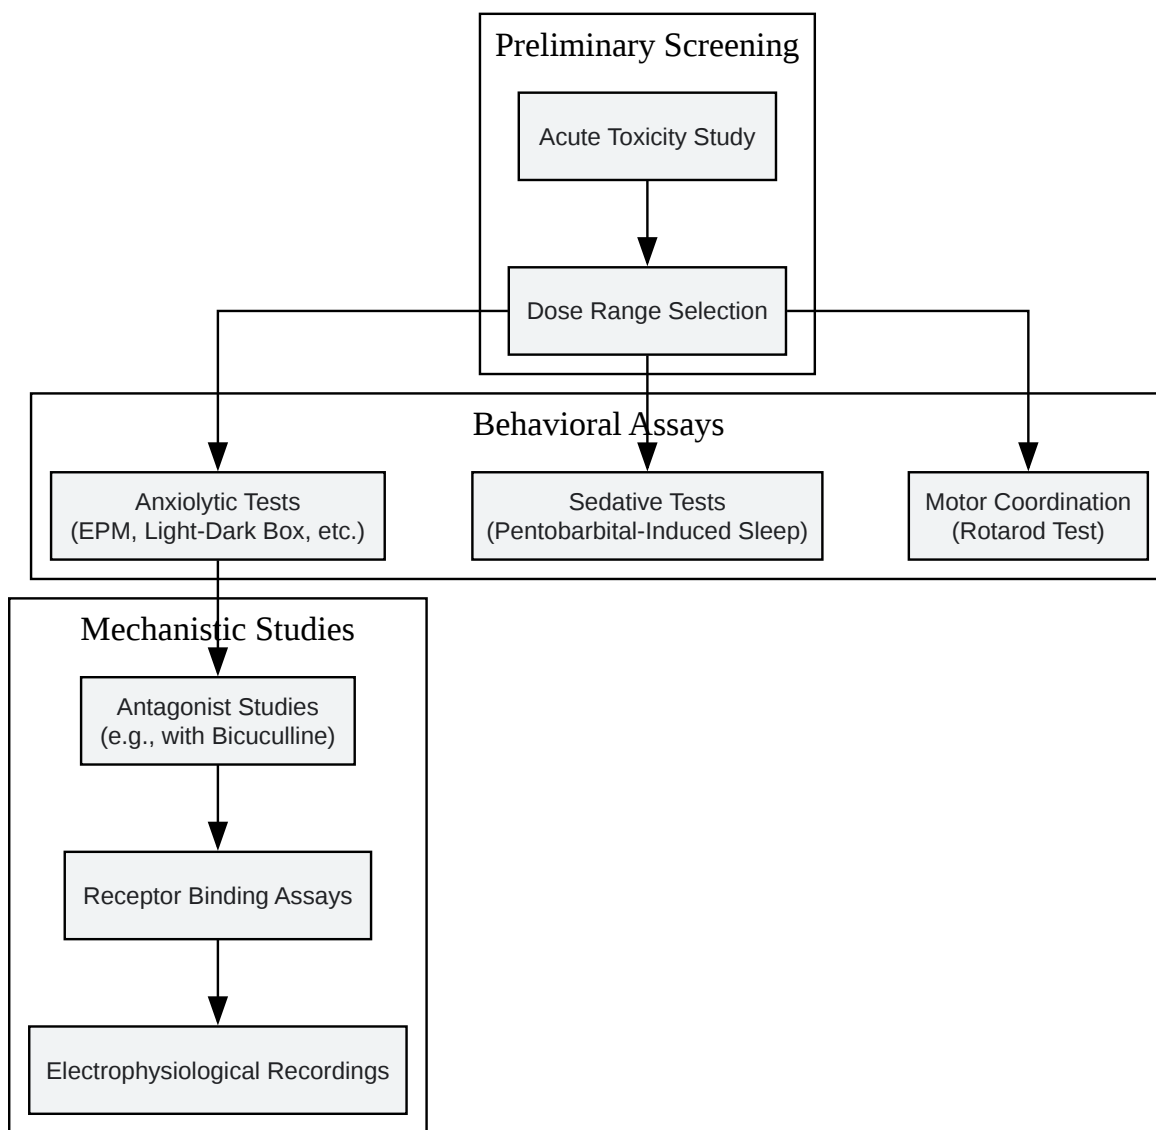 Preliminary Screening
Acute Toxicity Study
Dose Range Selection
Behavioral Assays
Anxiolytic Tests
(EPM, Light-Dark Box, etc.)
Sedative Tests
(Pentobarbital-Induced Sleep)
Motor Coordination
(Rotarod Test)
Mechanistic Studies
Antagonist Studies
(e.g., with Bicuculline)
Receptor Binding Assays
Electrophysiological Recordings